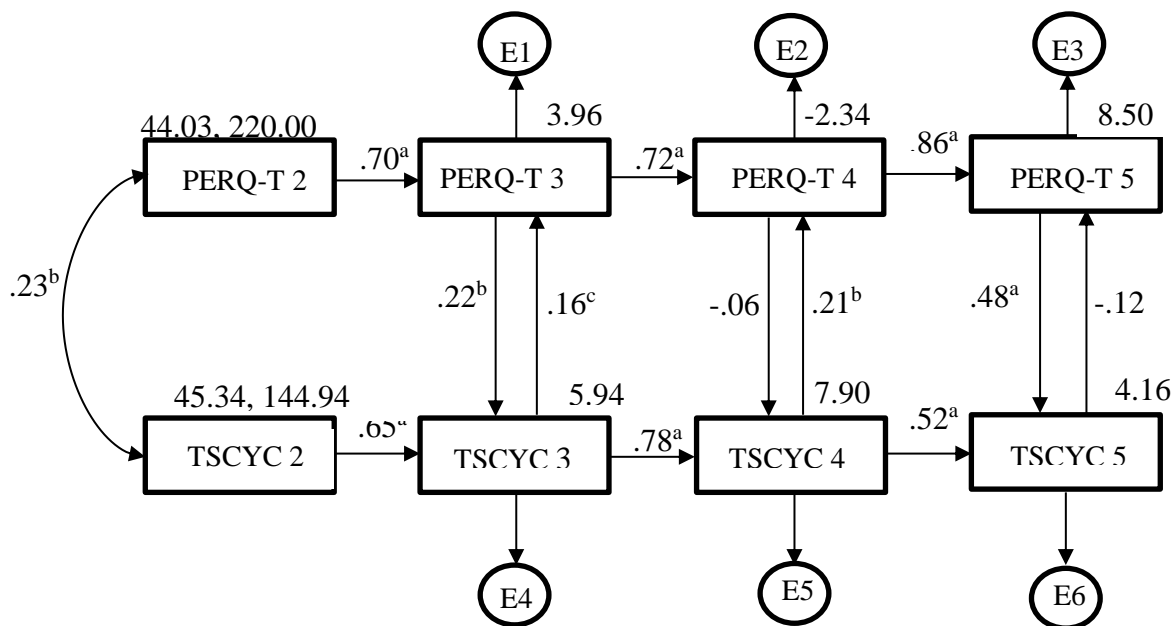 E1 E2 E3
44.03, 220.00 3.96 -2.34 8.50
.70ᵃ .72ᵃ .86ᵃ
PERQ-T 2 PERQ-T 3 PERQ-T 4 PERQ-T 5
.23ᵇ .22ᵇ .16ᶜ -.06 .21ᵇ .48ᵃ -.12
45.34, 144.94 5.94 7.90 4.16
.65ᵃ .78ᵃ .52ᵃ
TSCYC 2 TSCYC 3 TSCYC 4 TSCYC 5
E4 E5 E6